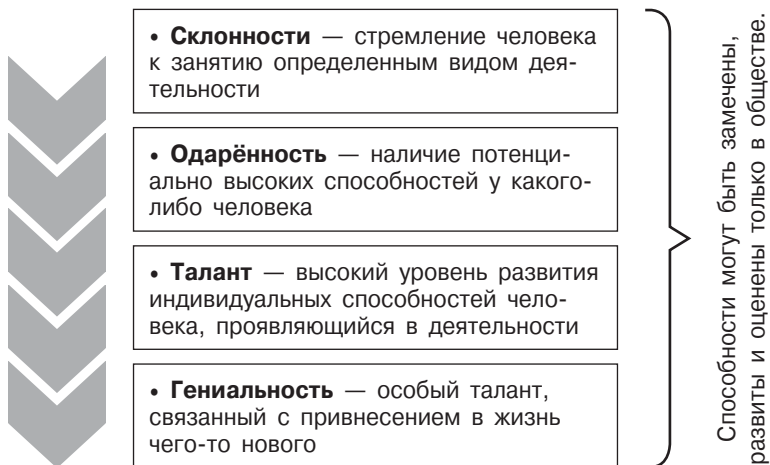 • Склонности — стремление человека
к занятию определенным видом дея-
тельности
• Одарённость — наличие потенци-
ально высоких способностей у какого-
либо человека
• Талант — высокий уровень развития
индивидуальных способностей чело-
века, проявляющийся в деятельности
• Гениальность — особый талант,
связанный с привнесением в жизнь
чего-то нового
Способности могут быть замечены,
развиты и оценены только в обществе.